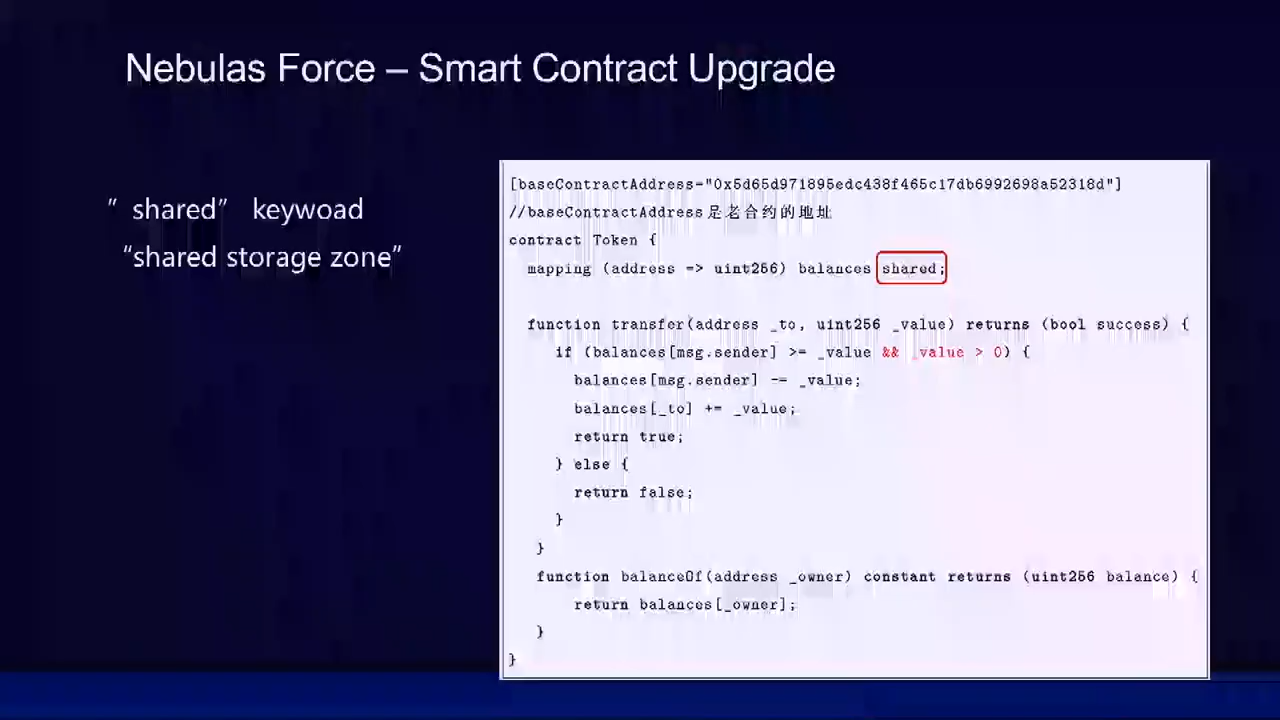 Nebulas Force – Smart Contract Upgrade
” shared” keywoad
“shared storage zone”
[baseContractAddress="0x5d65d971895edc438f465c17db6992698a52318d"]
//baseContractAddress是老合约的地址
contract Token {
mapping (address => uint256) balances shared;
function transfer(address _to, uint256 _value) returns (bool success) {
if (balances[msg.sender] >= _value && _value > 0) {
balances[msg.sender] -= _value;
balances[_to] += _value;
return true;
} else {
return false;
}
}
function balanceOf(address _owner) constant returns (uint256 balance) {
return balances[_owner];
}
}